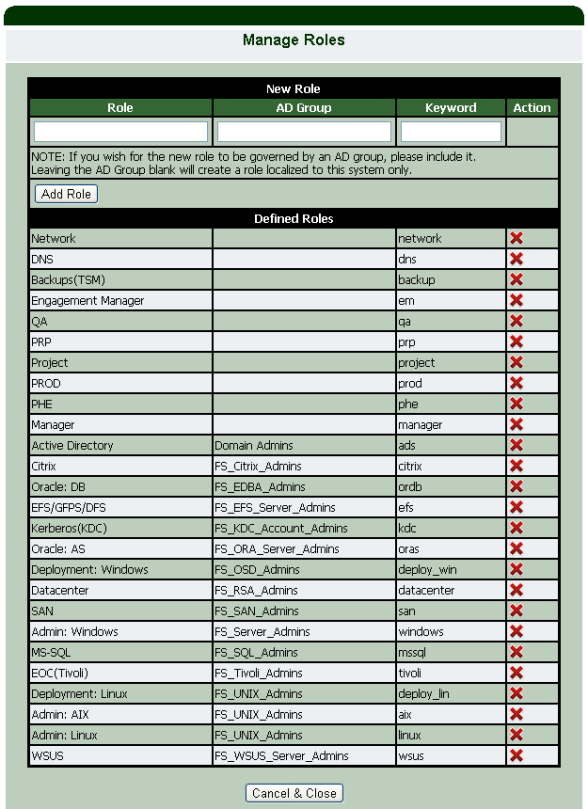 Manage Roles
New Role
Role AD Group Keyword Action
NOTE: If you wish for the new role to be governed by an AD group, please include it.
Leaving the AD Group blank will create a role localized to this system only.
Add Role
Defined Roles
Network network
DNS dns
Backups(TSM) backup
Engagement Manager em
QA qa
PRP prp
Project project
PROD prod
PHE phe
Manager manager
Active Directory Domain Admins ads
Citrix FS_Citrix_Admins citrix
Oracle: DB FS_EDBA_Admins ordb
EFS/GFPS/DFS FS_EFS_Server_Admins efs
Kerberos(KDC) FS_KDC_Account_Admins kdc
Oracle: AS FS_ORA_Server_Admins oras
Deployment: Windows FS_OSD_Admins deploy_win
Datacenter FS_RSA_Admins datacenter
SAN FS_SAN_Admins san
Admin: Windows FS_Server_Admins windows
MS-SQL FS_SQL_Admins mssql
EOC(Tivoli) FS_Tivoli_Admins tivoli
Deployment: Linux FS_UNIX_Admins deploy_lin
Admin: AIX FS_UNIX_Admins aix
Admin: Linux FS_UNIX_Admins linux
WSUS FS_WSUS_Server_Admins wsus
Cancel & Close